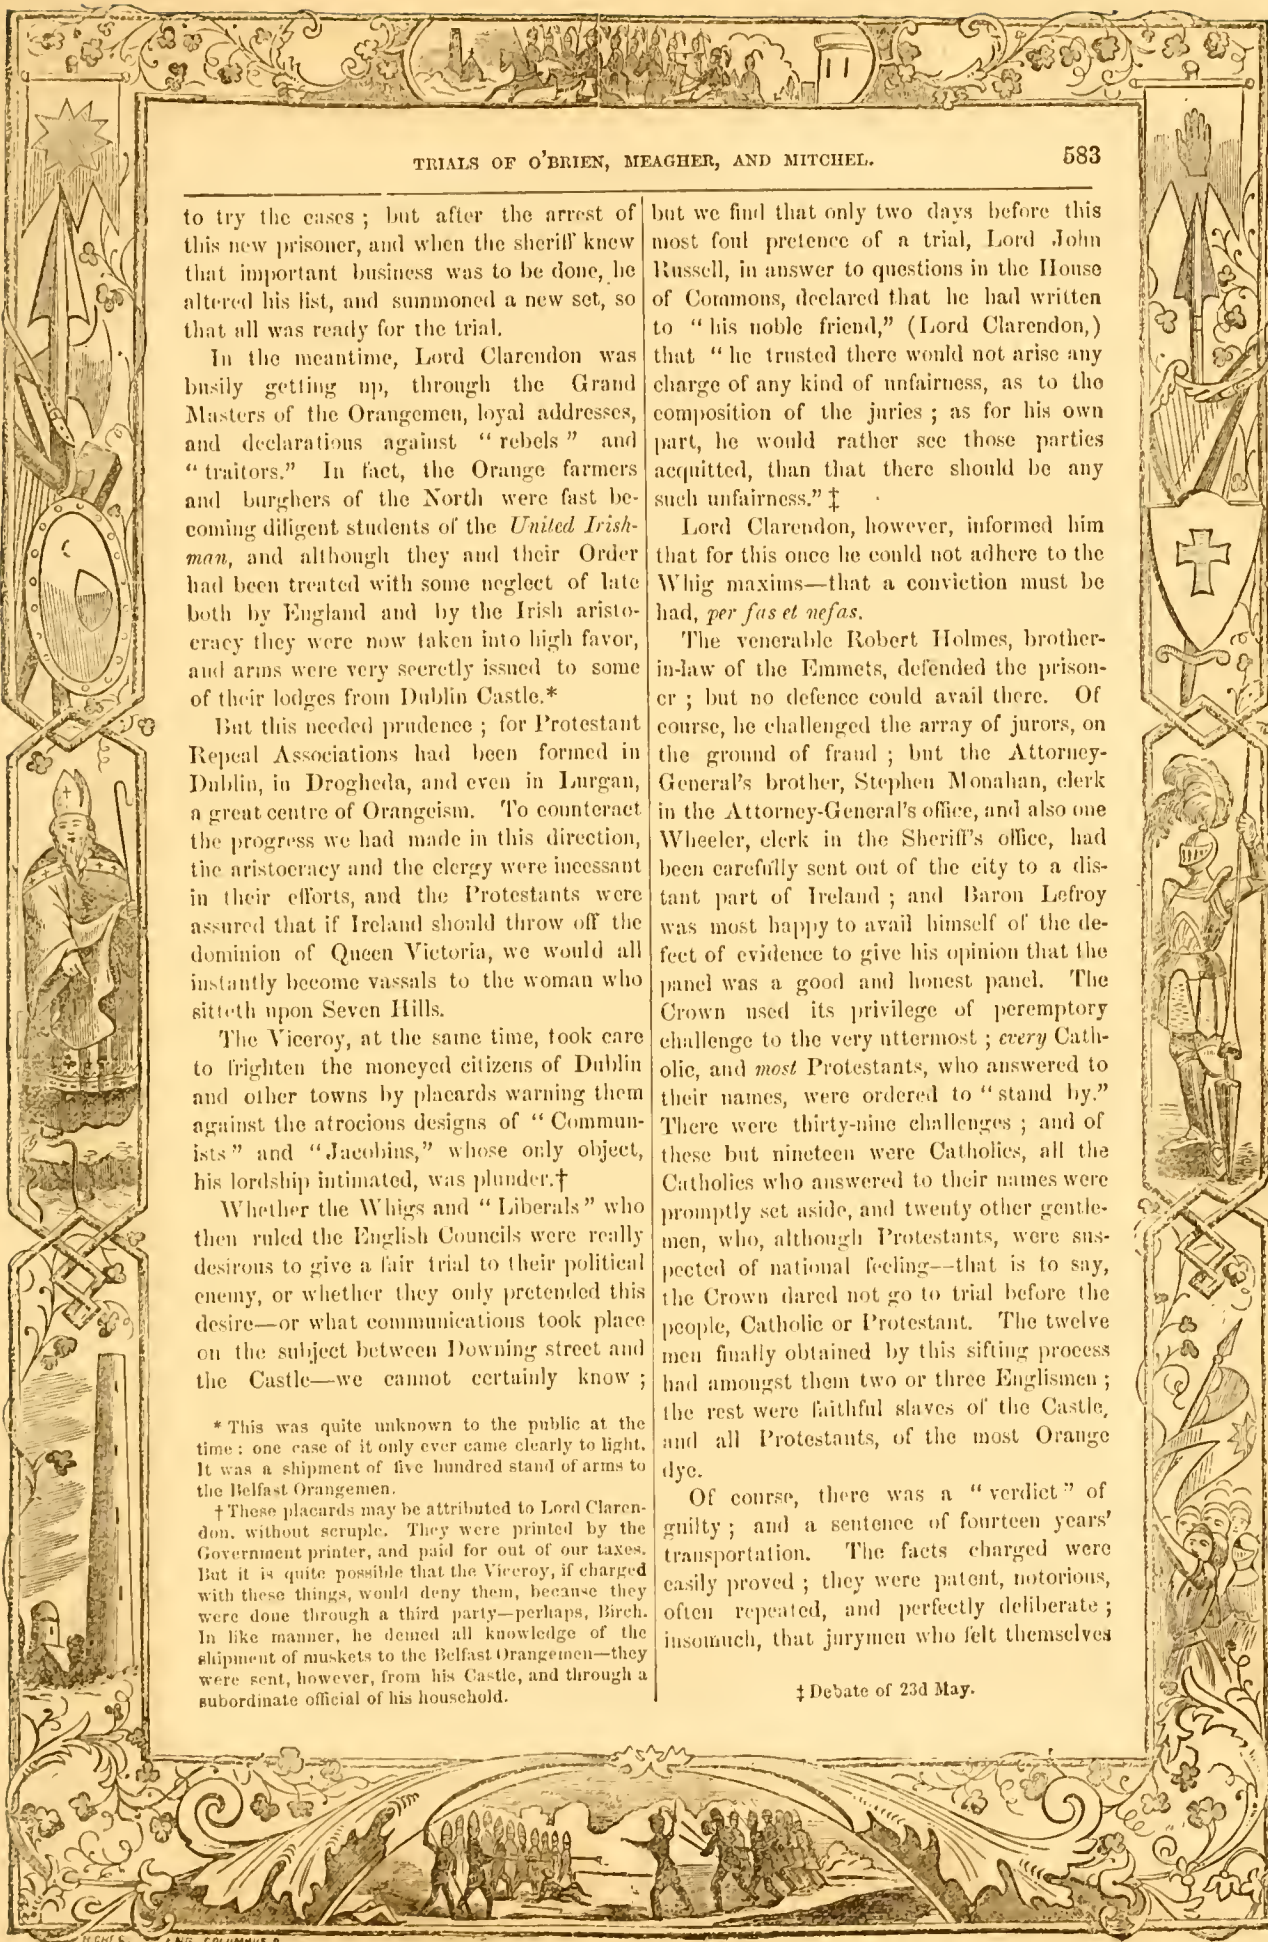 TRIALS OF O'BRIEN, MEAGHER, AND MITCHEL.
583
to try the cases ; but after the arrest of
this new prisoner, and when the sheriff knew
that important business was to be done, he
altered his list, and summoned a new set, so
that all was ready for the trial.
In the meantime, Lord Clarendon was
busily getting up, through the Grand
Masters of the Orangemen, loyal addresses,
and declarations against " rebels " and
" traitors." In fact, the Orange farmers
and burghers of the North were fast be-
coming diligent students of the United Irish-
man, and although they and their Order
had been treated with some neglect of late
both by England and by the Irish aristo-
cracy they were now taken into high favor,
and arms were very secretly issued to some
of their lodges from Dublin Castle.*
But this needed prudence ; for Protestant
Repeal Associations had been formed in
Dublin, in Drogheda, and even in Lurgan,
a great centre of Orangeism. To counteract
the progress we had made in this direction,
the aristocracy and the clergy were incessant
in their efforts, and the Protestants were
assured that if Ireland should throw off the
dominion of Queen Victoria, we would all
instantly become vassals to the woman who
sitteth upon Seven Hills.
The Viceroy, at the same time, took care
to frighten the moneyed citizens of Dublin
and other towns by placards warning them
against the atrocious designs of " Commun-
ists " and " Jacobins," whose only object,
his lordship intimated, was plunder.†
Whether the Whigs and " Liberals " who
then ruled the English Councils were really
desirous to give a fair trial to their political
enemy, or whether they only pretended this
desire—or what communications took place
on the subject between Downing street and
the Castle—we cannot certainly know ;
* This was quite unknown to the public at the
time : one case of it only ever came clearly to light.
It was a shipment of five hundred stand of arms to
the Belfast Orangemen.
† These placards may be attributed to Lord Claren-
don, without scruple. They were printed by the
Government printer, and paid for out of our taxes.
But it is quite possible that the Viceroy, if charged
with these things, would deny them, because they
were done through a third party—perhaps, Birch.
In like manner, he denied all knowledge of the
shipment of muskets to the Belfast Orangemen—they
were sent, however, from his Castle, and through a
subordinate official of his household.
but we find that only two days before this
most foul pretence of a trial, Lord John
Russell, in answer to questions in the House
of Commons, declared that he had written
to " his noble friend," (Lord Clarendon,)
that " he trusted there would not arise any
charge of any kind of unfairness, as to the
composition of the juries ; as for his own
part, he would rather see those parties
acquitted, than that there should be any
such unfairness." ‡
Lord Clarendon, however, informed him
that for this once he could not adhere to the
Whig maxims—that a conviction must be
had, per fas et nefas.
The venerable Robert Holmes, brother-
in-law of the Emmets, defended the prison-
er ; but no defence could avail there. Of
course, he challenged the array of jurors, on
the ground of fraud ; but the Attorney-
General's brother, Stephen Monahan, clerk
in the Attorney-General's office, and also one
Wheeler, clerk in the Sheriff's office, had
been carefully sent out of the city to a dis-
tant part of Ireland ; and Baron Lefroy
was most happy to avail himself of the de-
fect of evidence to give his opinion that the
panel was a good and honest panel. The
Crown used its privilege of peremptory
challenge to the very uttermost ; every Cath-
olic, and most Protestants, who answered to
their names, were ordered to " stand by."
There were thirty-nine challenges ; and of
these but nineteen were Catholics, all the
Catholics who answered to their names were
promptly set aside, and twenty other gentle-
men, who, although Protestants, were sus-
pected of national feeling—that is to say,
the Crown dared not go to trial before the
people, Catholic or Protestant. The twelve
men finally obtained by this sifting process
had amongst them two or three Englismen ;
the rest were faithful slaves of the Castle,
and all Protestants, of the most Orange
dye.
Of course, there was a " verdict " of
guilty ; and a sentence of fourteen years'
transportation. The facts charged were
easily proved ; they were patent, notorious,
often repeated, and perfectly deliberate ;
insomuch, that jurymen who felt themselves
‡ Debate of 23d May.